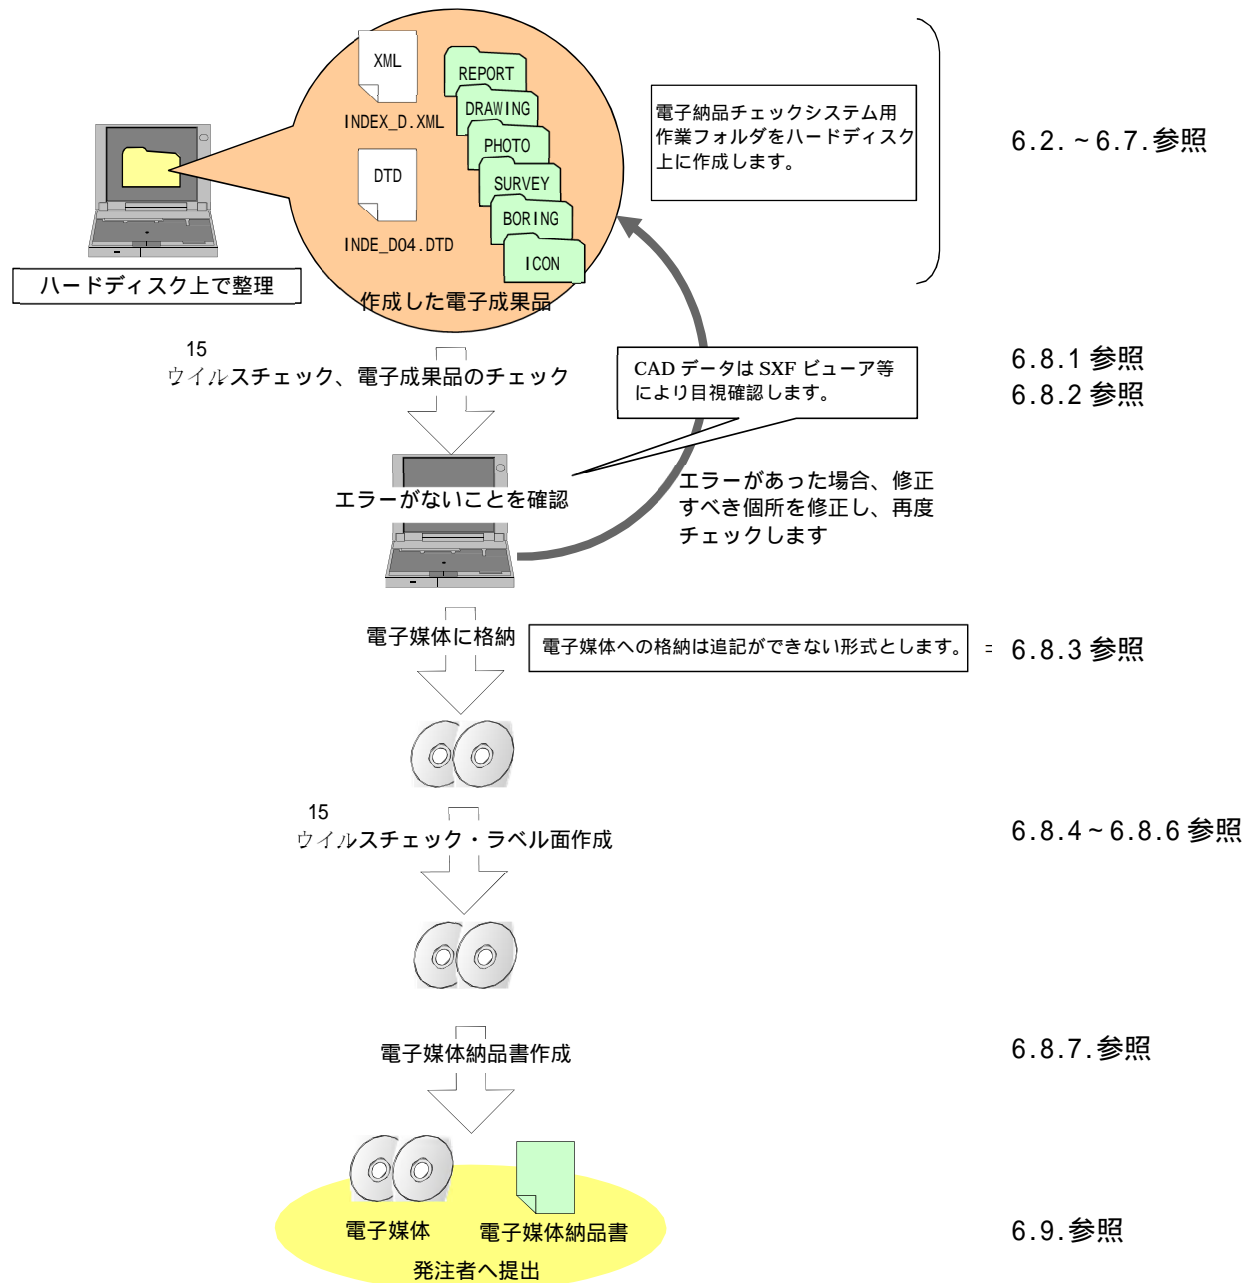 XML
INDEX_D.XML
DTD
INDE_D04.DTD
REPORT
DRAWING
PHOTO
SURVEY
BORING
ICON
作成した電子成果品
ハードディスク上で整理
電子納品チェックシステム用
作業フォルダをハードディスク
上に作成します。
6.2.~6.7.参照
15
ウイルスチェック、電子成果品のチェック
CAD データは SXF ビューア等
により目視確認します。
6.8.1 参照
6.8.2 参照
エラーがないことを確認
エラーがあった場合、修正
すべき個所を修正し、再度
チェックします
電子媒体に格納
電子媒体への格納は追記ができない形式とします。
6.8.3 参照
15
ウイルスチェック・ラベル面作成
6.8.4~6.8.6 参照
電子媒体納品書作成
6.8.7.参照
電子媒体
電子媒体納品書
発注者へ提出
6.9.参照